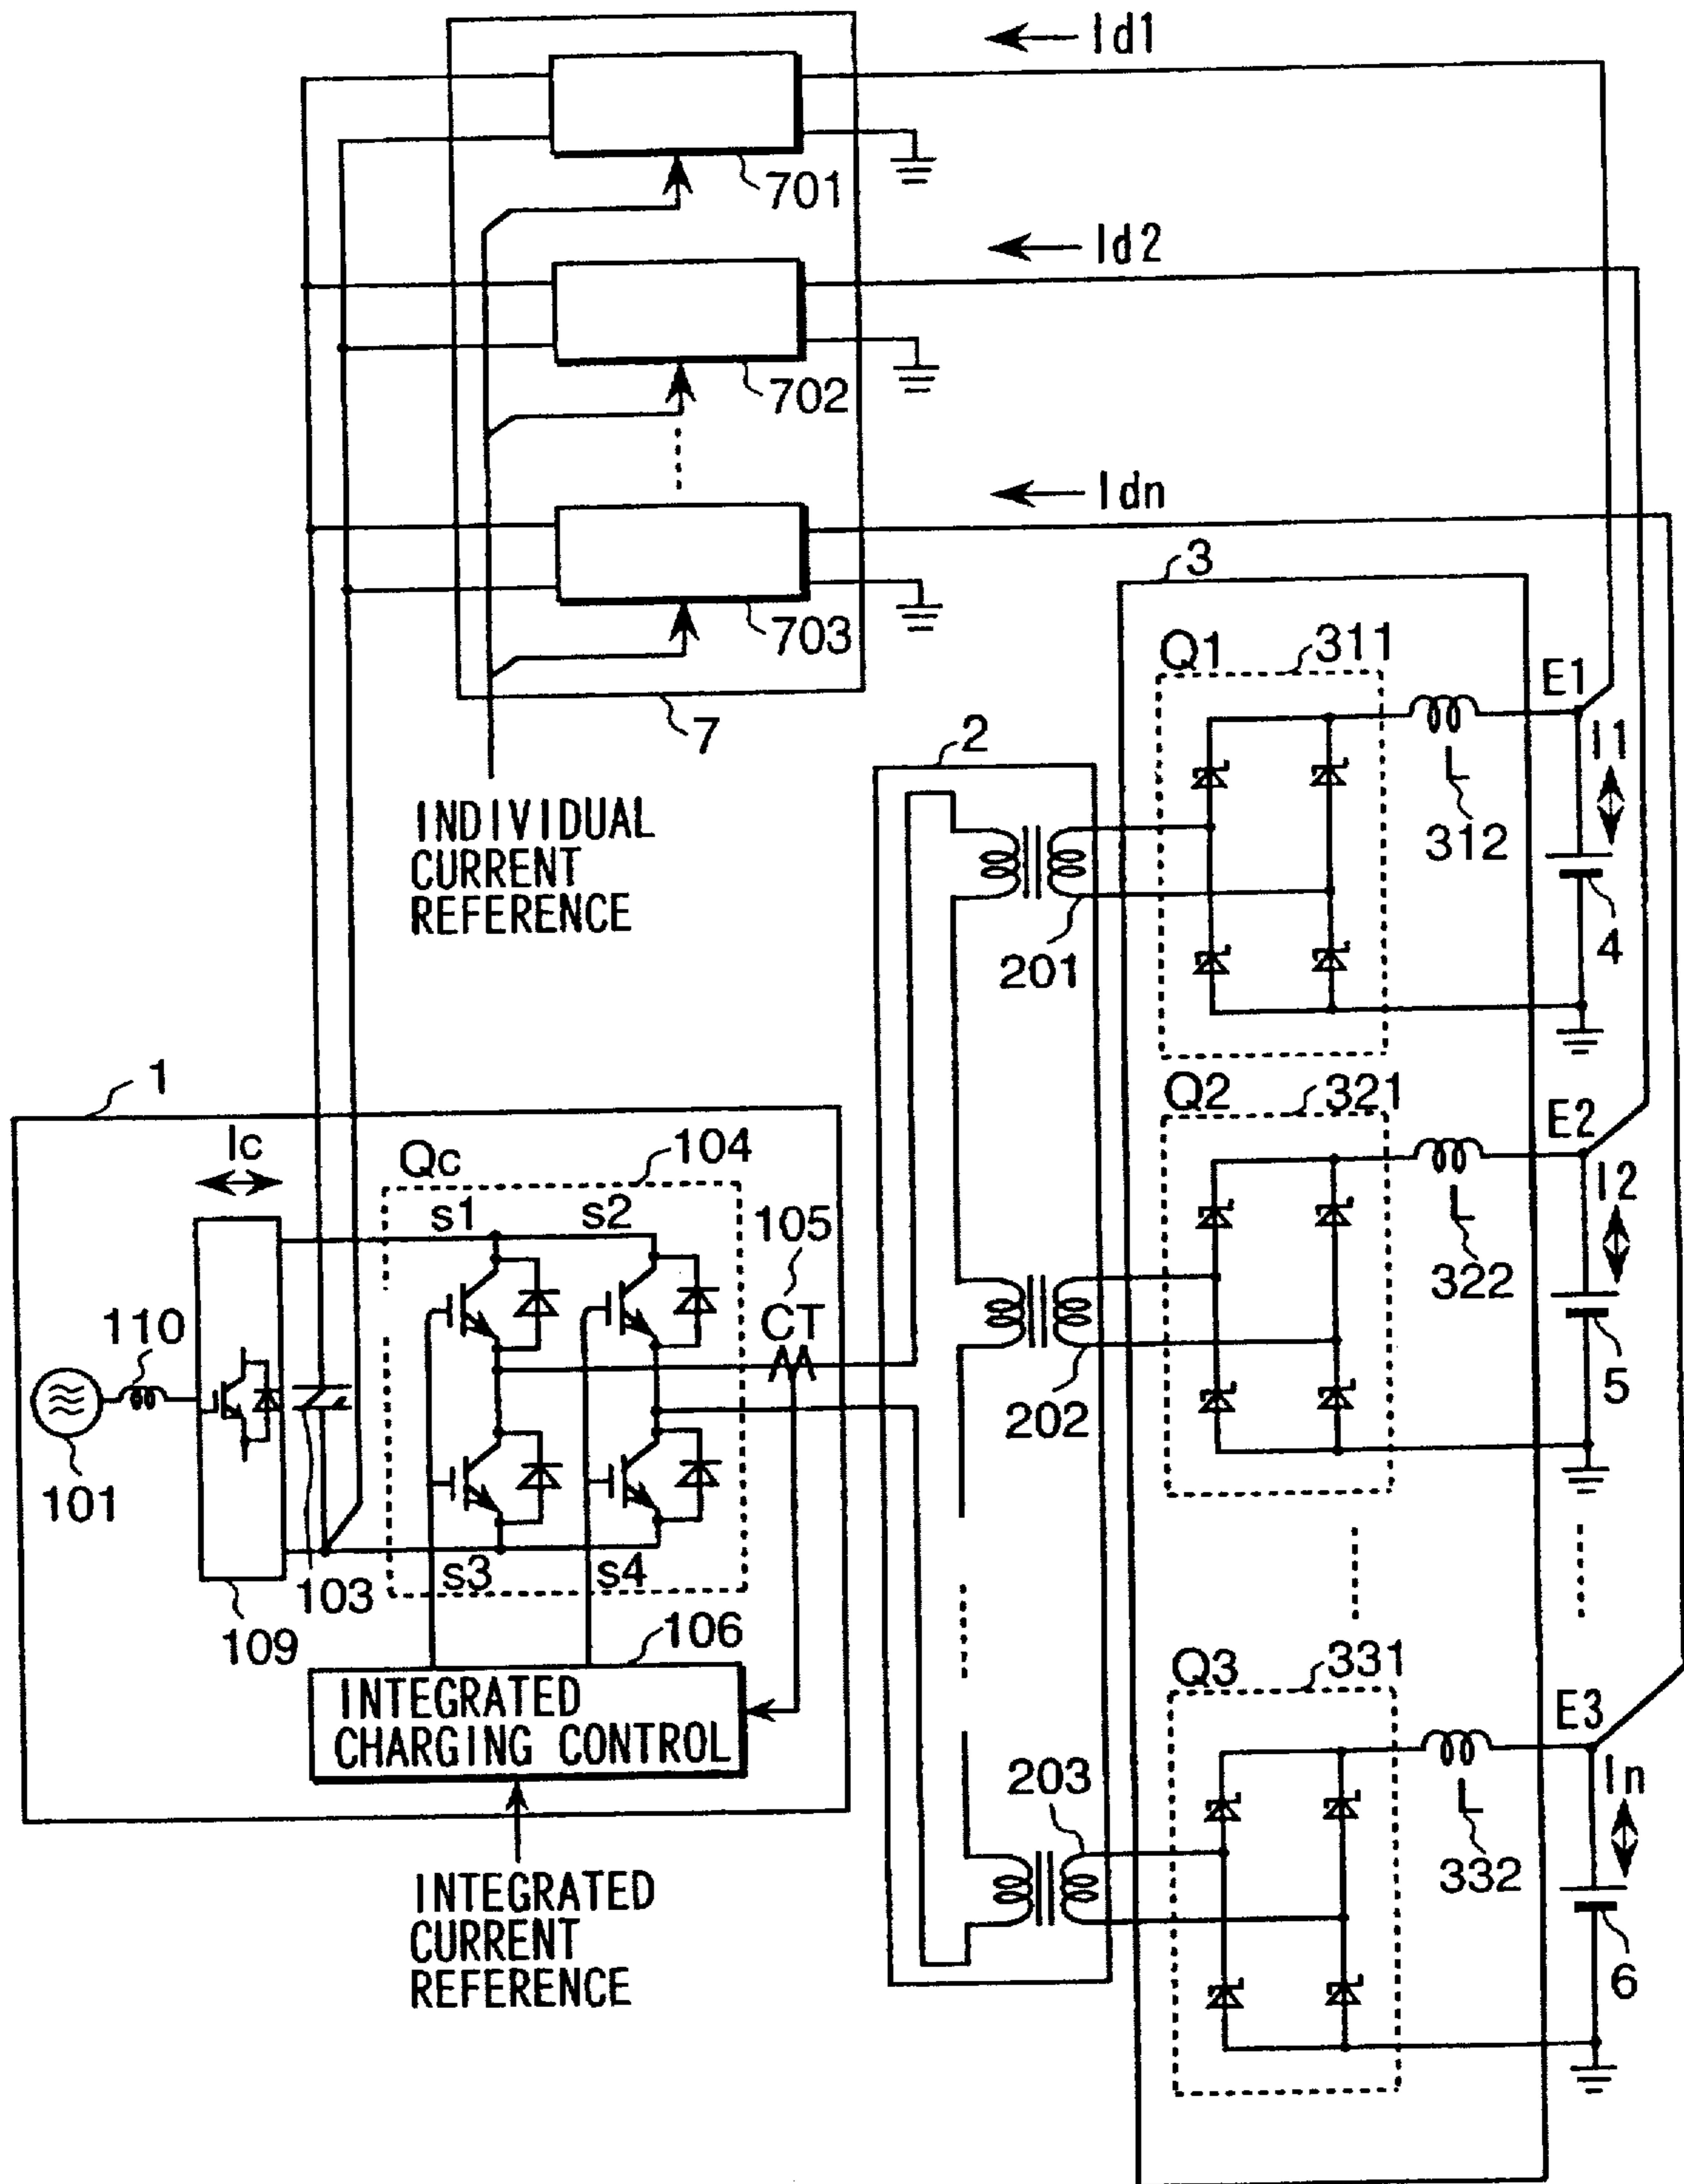 Id1
701
Id2
702
Idn
703
7
3
Q1
311
E1
I1
2
L
312
4
201
INDIVIDUAL
CURRENT
REFERENCE
1
Ic
Qc
104
s1
s2
105
CT
110
101
103
109
s3
s4
106
INTEGRATED
CHARGING CONTROL
INTEGRATED
CURRENT
REFERENCE
Q2
321
E2
I2
L
322
5
202
Q3
331
E3
In
203
L
332
6